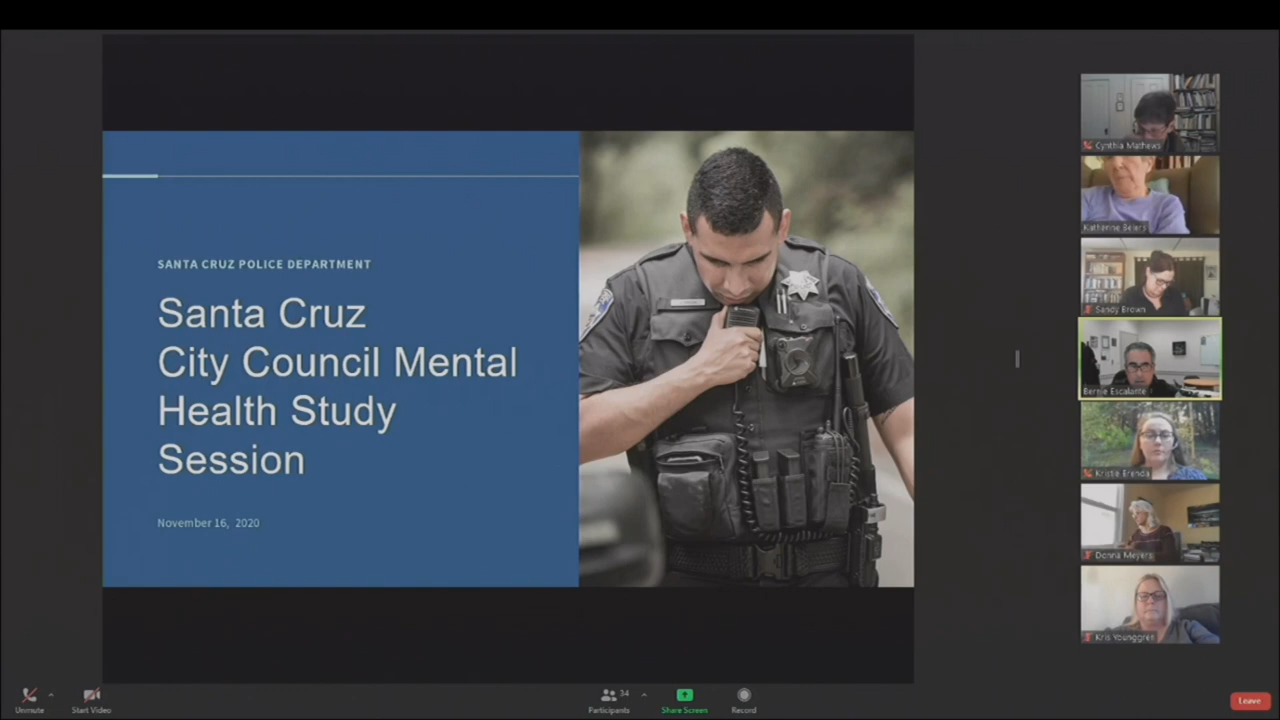 SANTA CRUZ POLICE DEPARTMENT
Santa Cruz
City Council Mental
Health Study
Session
November 16, 2020
Cynthia Mathews
Katherine Beiers
Sandy Brown
Bernie Escalante
Kristie Brenda
Donna Meyers
Kris Younggren
Unmute
Start Video
Participants
34
Share Screen
Record
Leave